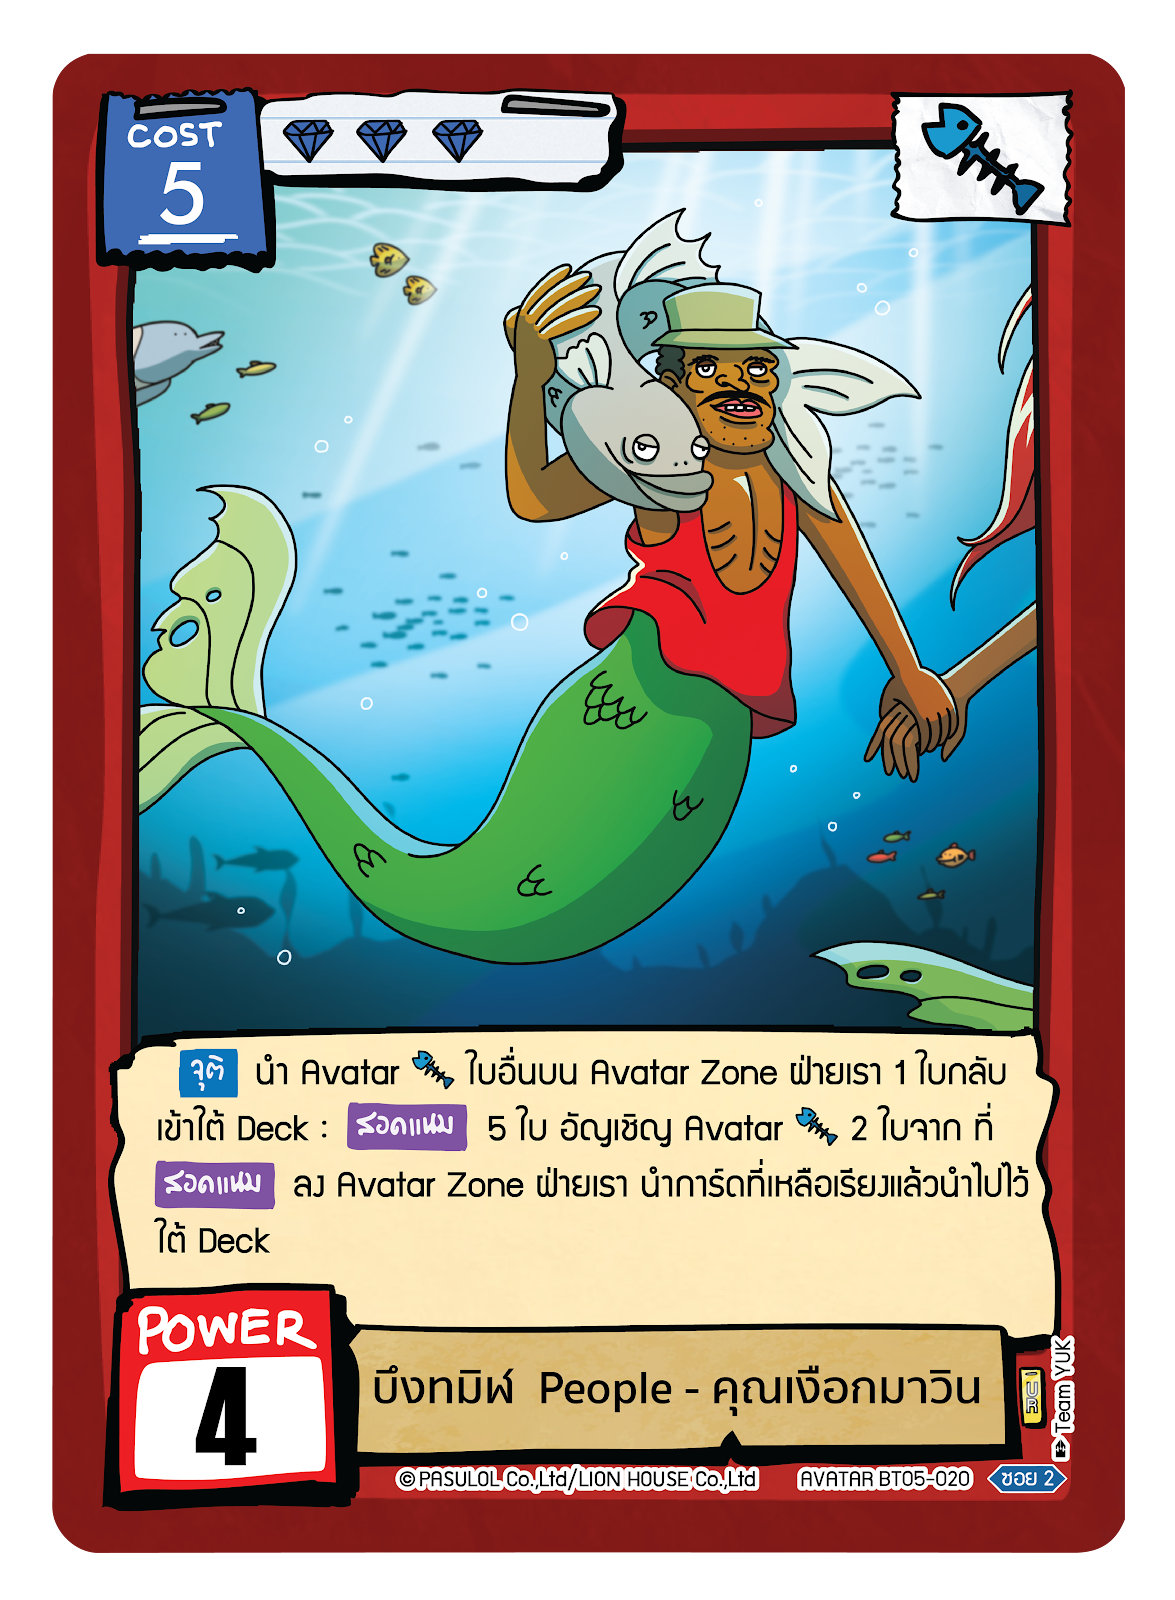 COST
5
จุติ นำ Avatar ใบอื่นบน Avatar Zone ฝ่ายเรา 1 ใบกลับ
เข้าใต้ Deck : สอดแนม 5 ใบ อัญเชิญ Avatar 2 ใบจาก ที่
สอดแนม ลง Avatar Zone ฝ่ายเรา นำการ์ดที่เหลือเรียงแล้วนำไปไว้
ใต้ Deck
POWER
4
บึงทมิฬ People - คุณเงือกมาวิน
UR
Team YUK
©PASULOL Co.,Ltd/LION HOUSE Co.,Ltd AVATAR BT05-020 ซอย 2